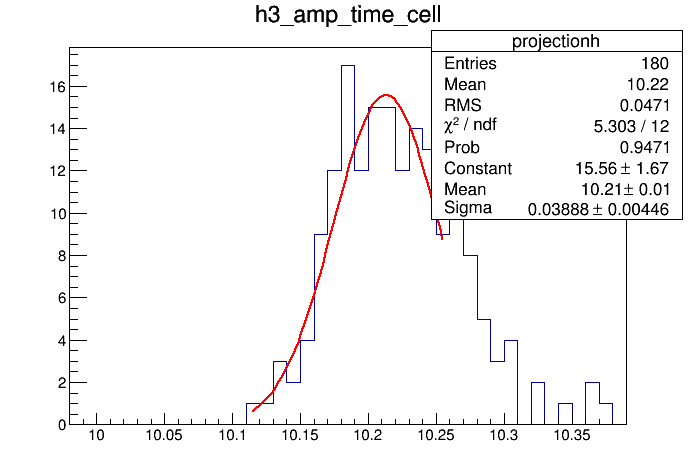 h3_amp_time_cell
projectionh
Entries 180
Mean 10.22
RMS 0.0471
χ² / ndf 5.303 / 12
Prob 0.9471
Constant 15.56 ± 1.67
Mean 10.21 ± 0.01
Sigma 0.03888 ± 0.00446
16
14
12
10
8
6
4
2
0
10 10.05 10.1 10.15 10.2 10.25 10.3 10.35